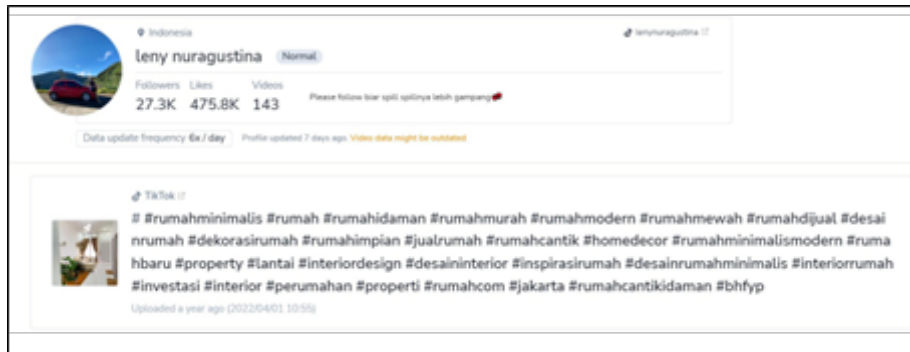 Indonesia
lenynuragustina
leny nuragustina Normal
Followers Likes Videos
27.3K 475.8K 143
Please follow biar spill spillnya lebih gampang
Data update frequency 6x / day Profile updated 7 days ago. Video data might be outdated.
TikTok
# #rumahminimalis #rumah #rumahidaman #rumahmurah #rumahmodern #rumahmewah #rumahdijual #desai
nrumah #dekorasirumah #rumahimpian #jualrumah #rumahcantik #homedecor #rumahminimalismodern #ruma
hbaru #property #lantai #interiordesign #desaininterior #inspirasirumah #desainrumahminimalis #interiorrumah
#investasi #interior #perumahan #properti #rumahcom #jakarta #rumahcantikidaman #bhfyp
Uploaded a year ago (2022/04/01 10:55)